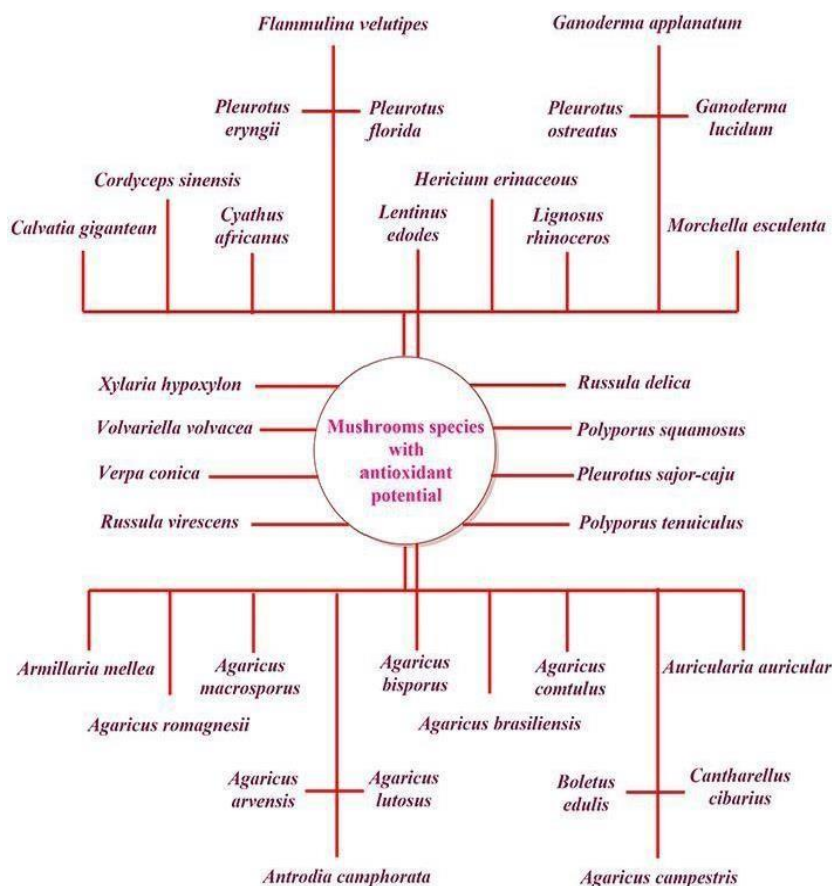 Flammulina velutipes
Ganoderma applanatum
Pleurotus
eryngii
Pleurotus
florida
Pleurotus
ostreatus
Ganoderma
lucidum
Cordyceps sinensis
Hericium erinaceous
Calvatia gigantean
Cyathus
africanus
Lentinus
edodes
Lignosus
rhinoceros
Morchella esculenta
Xylaria hypoxylon
Volvariella volvacea
Verpa conica
Russula virescens
Mushrooms species
with
antioxidant
potential
Russula delica
Polyporus squamosus
Pleurotus sajor-caju
Polyporus tenuiculus
Armillaria mellea
Agaricus
macrosporus
Agaricus
bisporus
Agaricus
comtulus
Auricularia auricular
Agaricus romagnesii
Agaricus brasiliensis
Agaricus
arvensis
Agaricus
lutosus
Boletus
edulis
Cantharellus
cibarius
Antrodia camphorata
Agaricus campestris